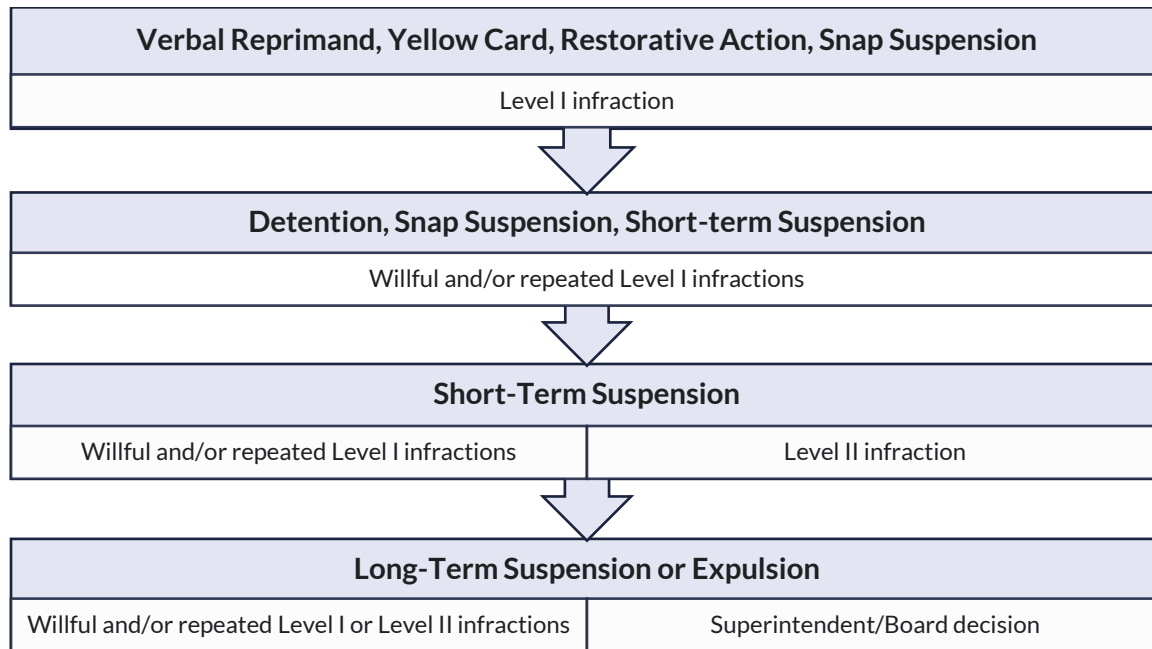 Verbal Reprimand, Yellow Card, Restorative Action, Snap Suspension
Level I infraction
Detention, Snap Suspension, Short-term Suspension
Willful and/or repeated Level I infractions
Short-Term Suspension
Willful and/or repeated Level I infractions
Level II infraction
Long-Term Suspension or Expulsion
Willful and/or repeated Level I or Level II infractions
Superintendent/Board decision